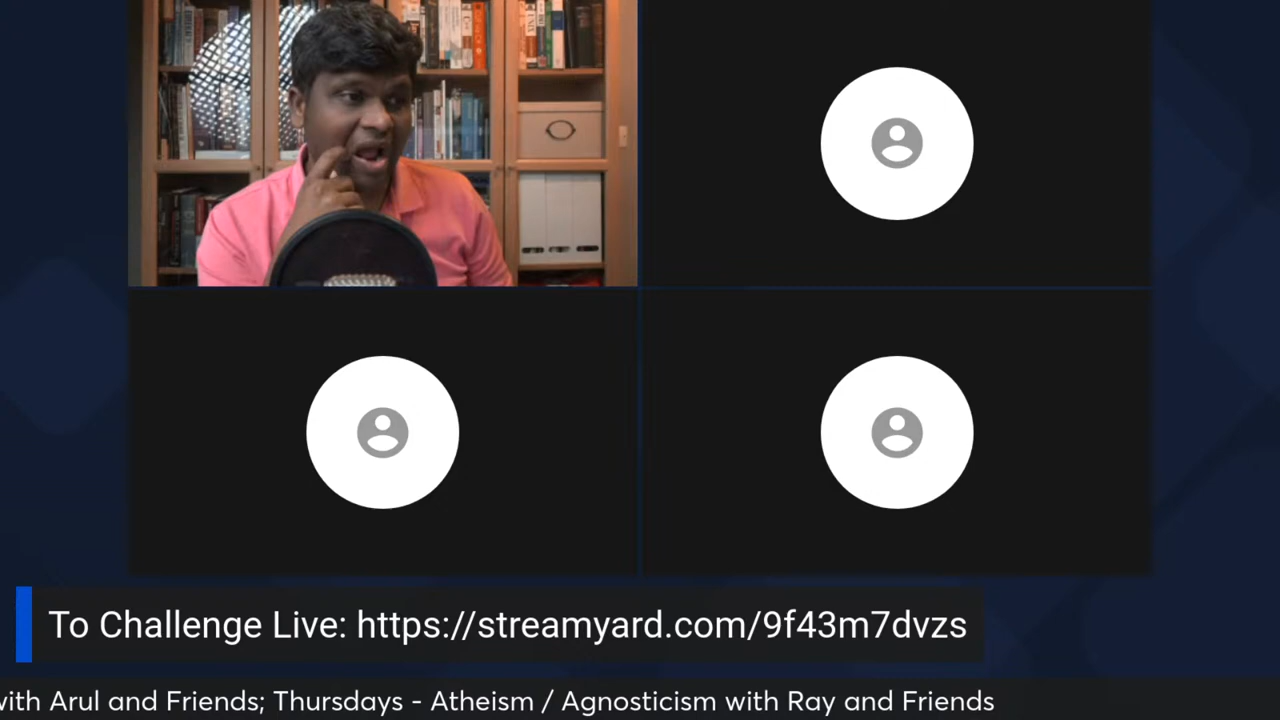 To Challenge Live: https://streamyard.com/9f43m7dvzs
with Arul and Friends; Thursdays - Atheism / Agnosticism with Ray and Friends